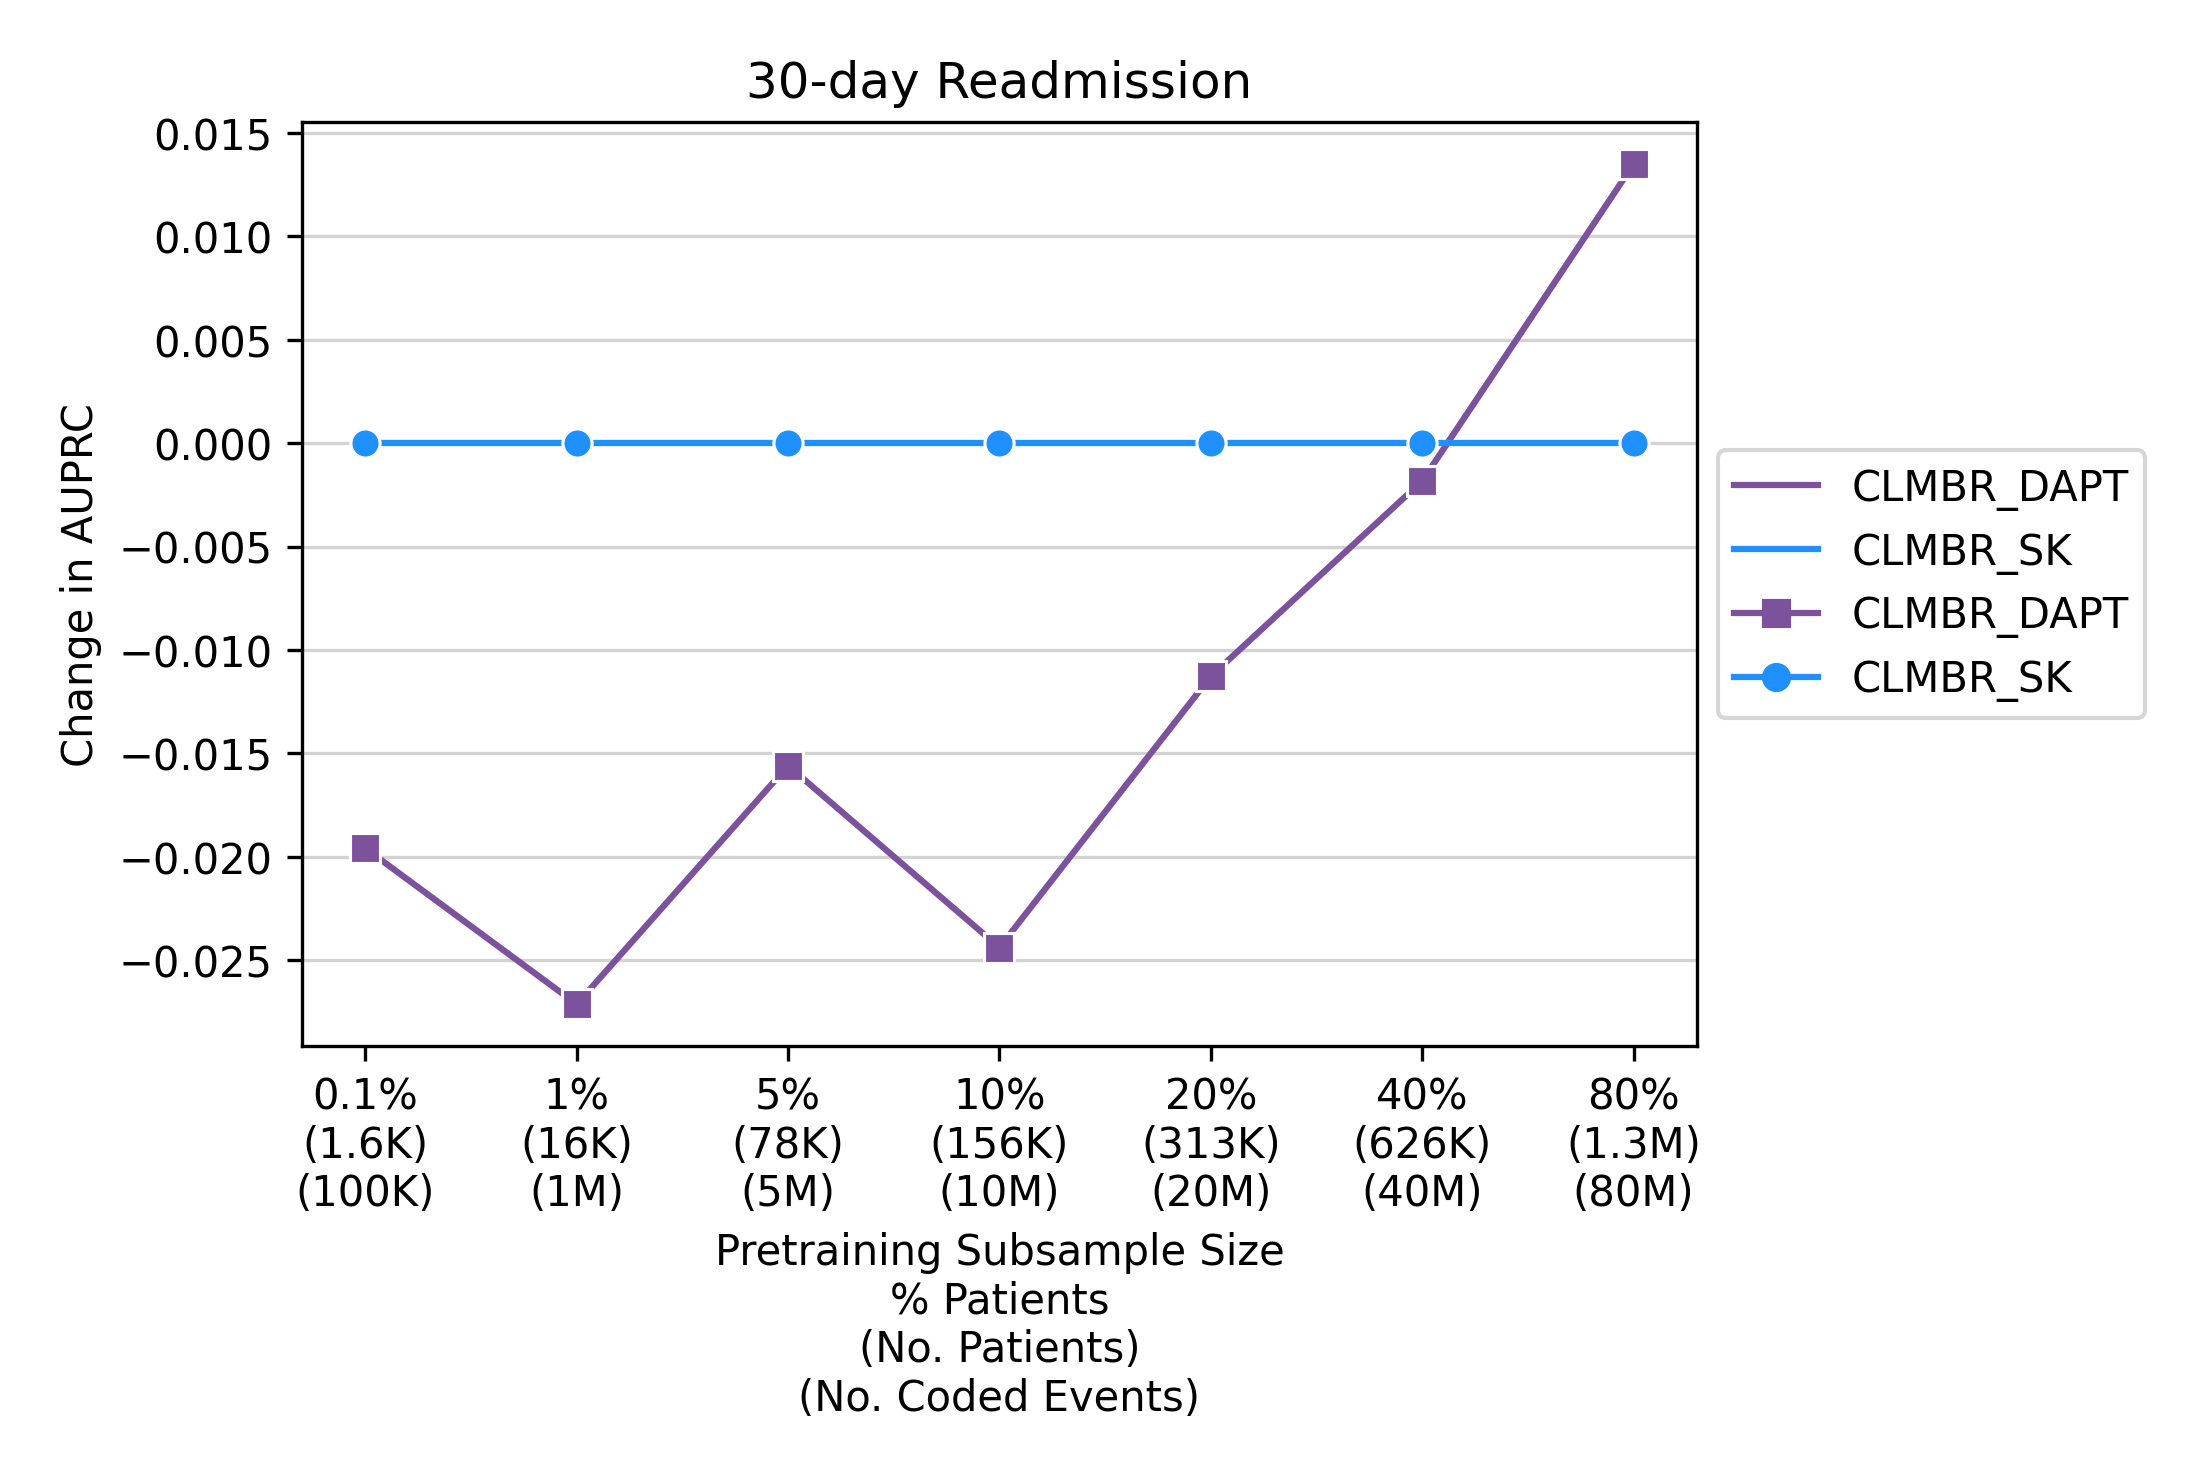 30-day Readmission
0.015
0.010
0.005
0.000
−0.005
−0.010
−0.015
−0.020
−0.025
Change in AUPRC
0.1% 1% 5% 10% 20% 40% 80%
(1.6K) (16K) (78K) (156K) (313K) (626K) (1.3M)
(100K) (1M) (5M) (10M) (20M) (40M) (80M)
Pretraining Subsample Size
% Patients
(No. Patients)
(No. Coded Events)
CLMBR_DAPT
CLMBR_SK
CLMBR_DAPT
CLMBR_SK